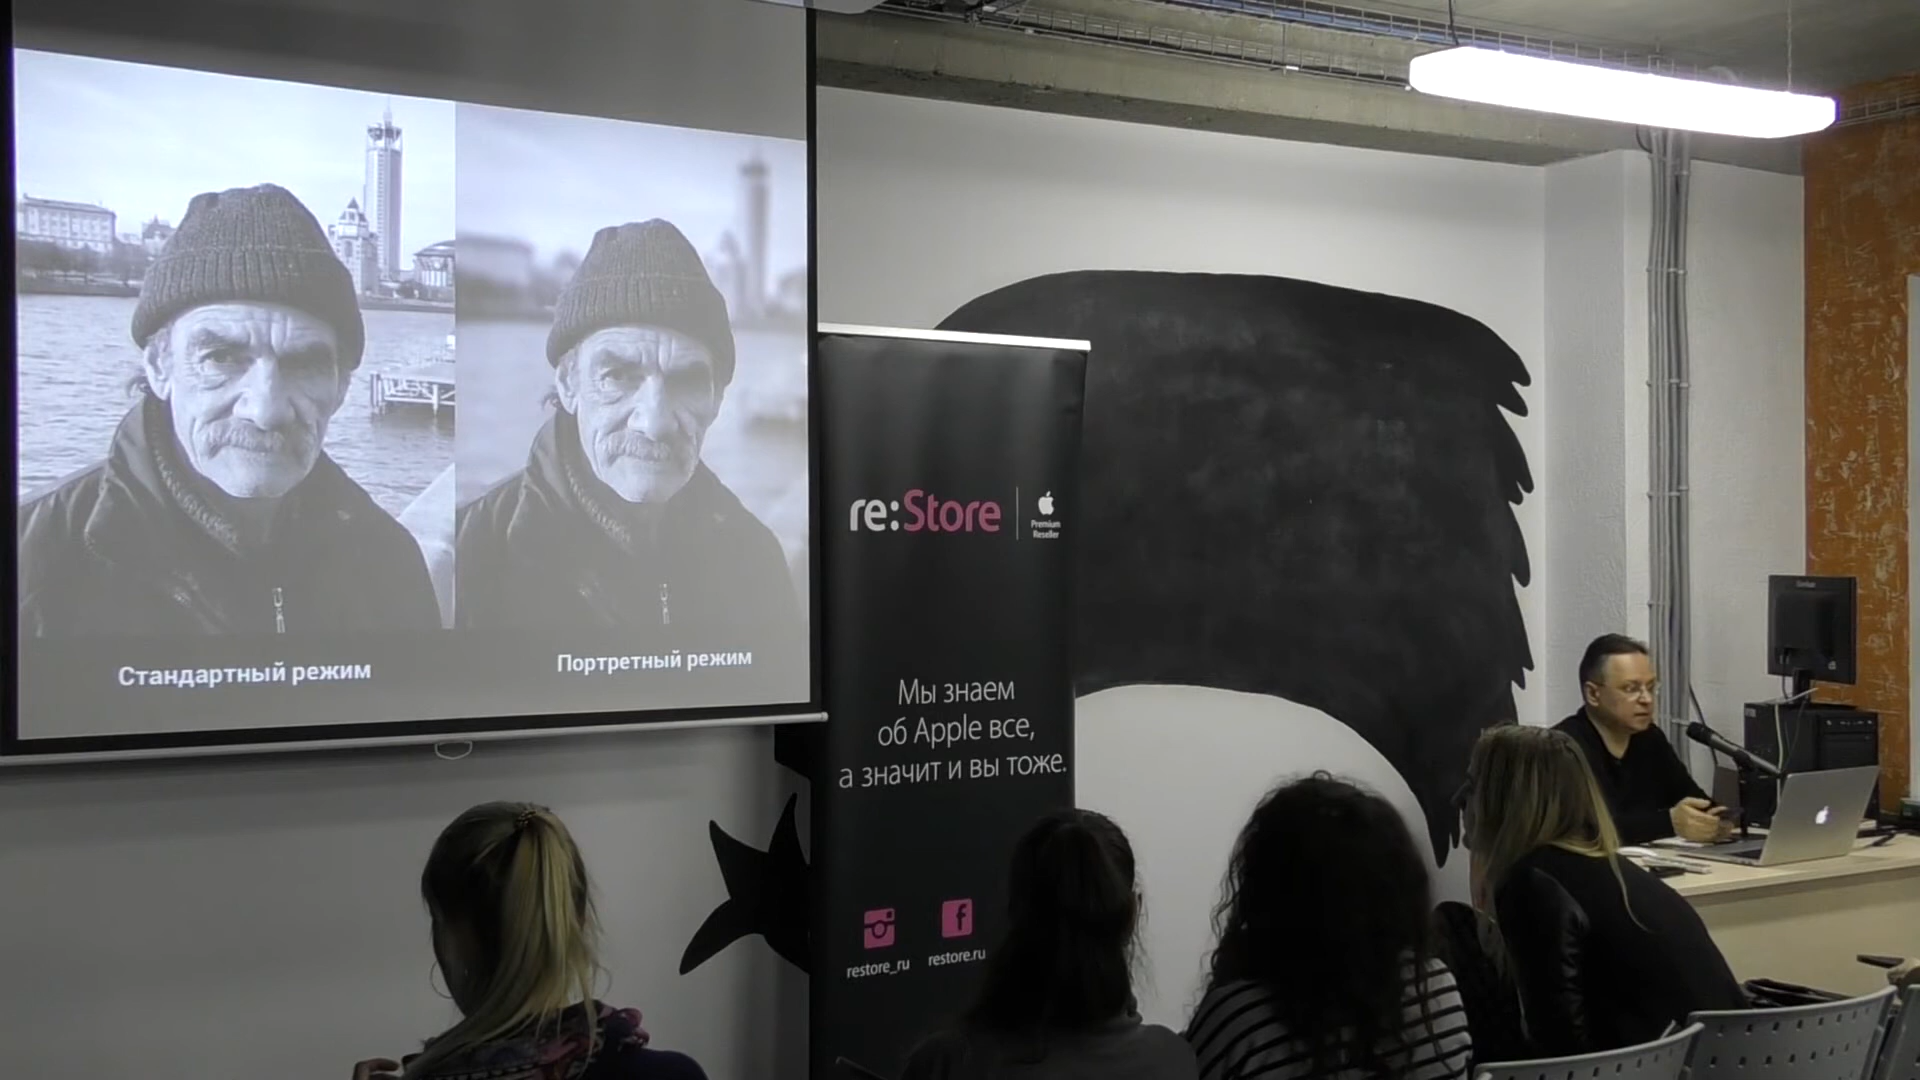 Стандартный режим
Портретный режим
re:Store
Premium
Reseller
Мы знаем
об Apple все,
а значит и вы тоже.
restore_ru
restore.ru